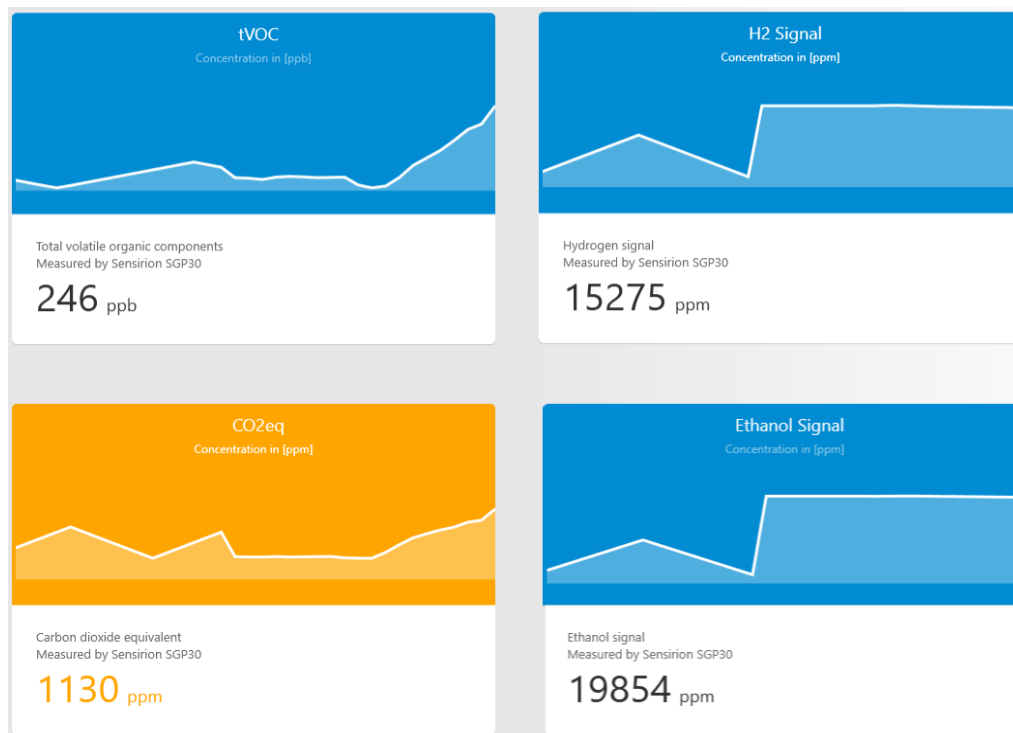 tVOC
Concentration in [ppb]
Total volatile organic components
Measured by Sensirion SGP30
246 ppb
H2 Signal
Concentration in [ppm]
Hydrogen signal
Measured by Sensirion SGP30
15275 ppm
CO2eq
Concentration in [ppm]
Carbon dioxide equivalent
Measured by Sensirion SGP30
1130 ppm
Ethanol Signal
Concentration in [ppm]
Ethanol signal
Measured by Sensirion SGP30
19854 ppm